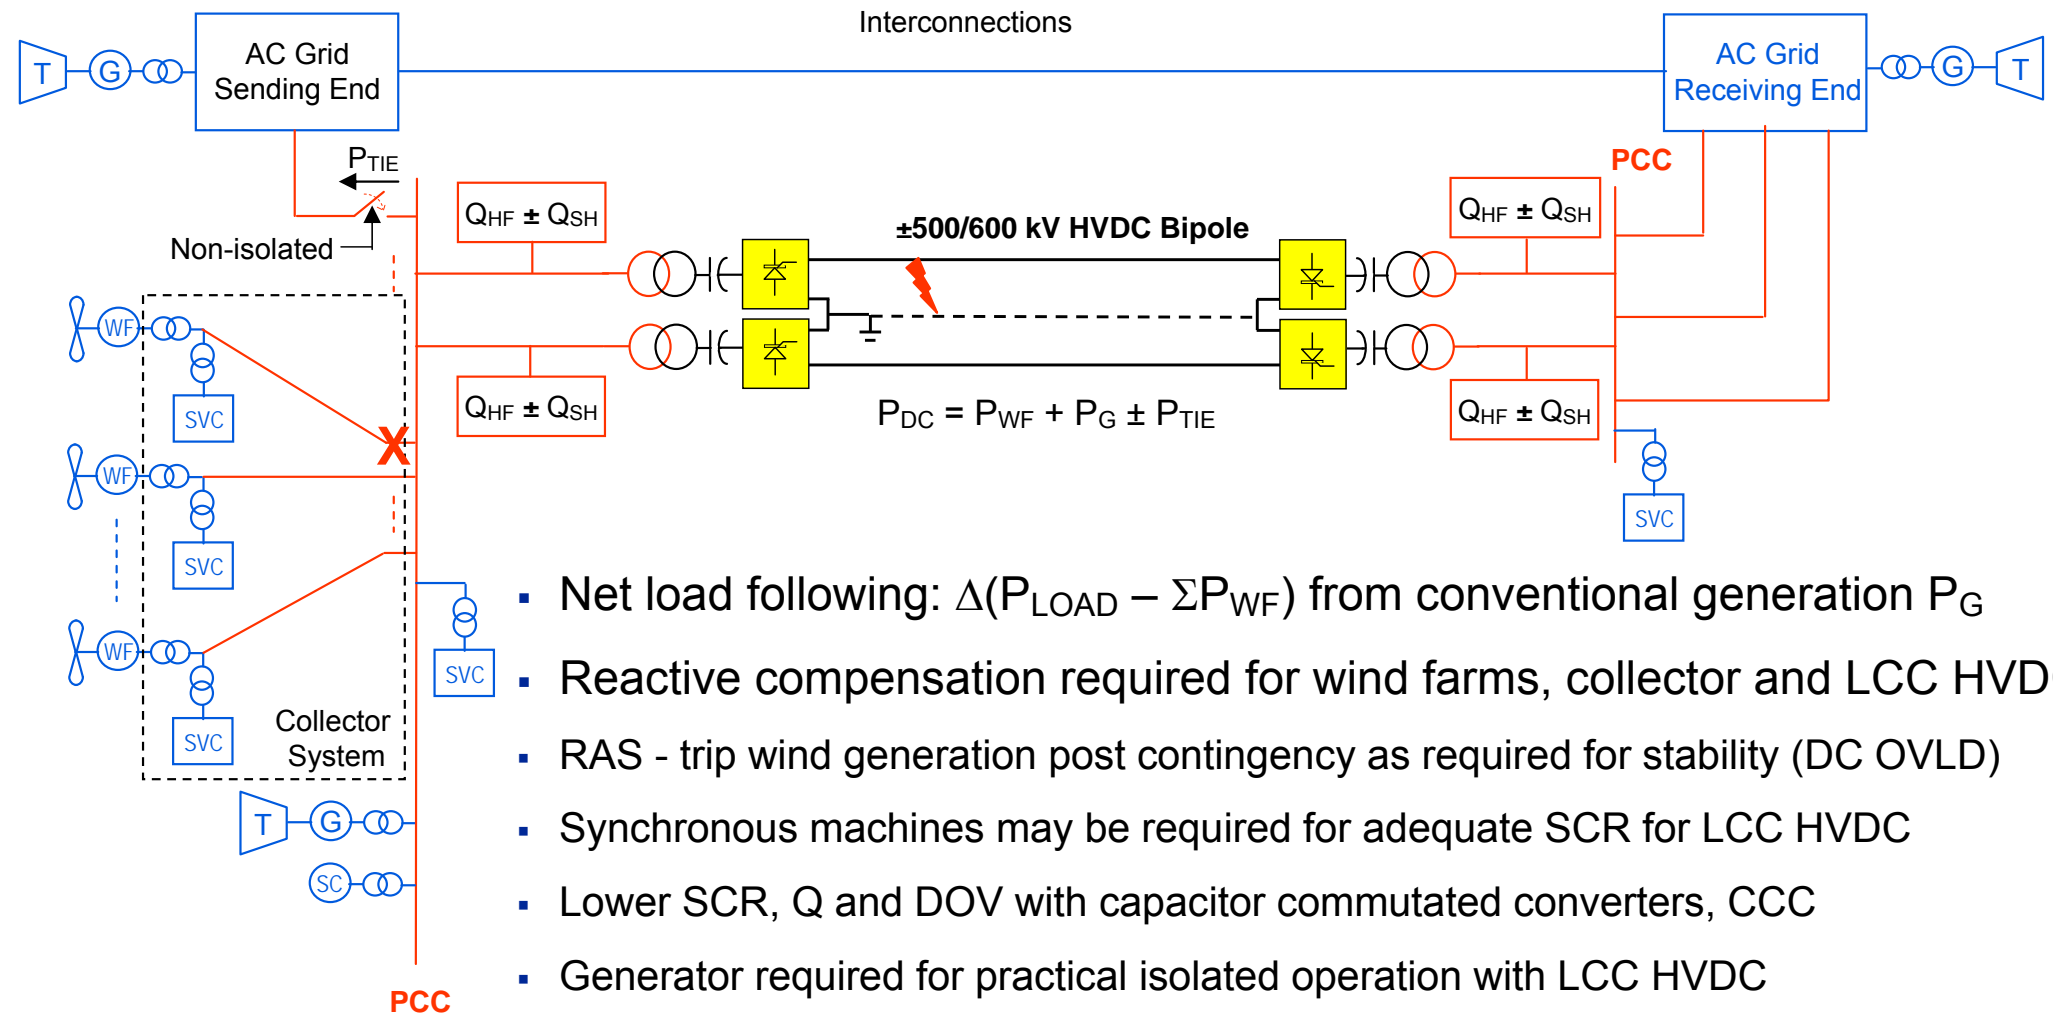 Interconnections
T
G
AC Grid
Sending End
AC Grid
Receiving End
G
T
PTIE
PCC
QHF ± QSH
QHF ± QSH
±500/600 kV HVDC Bipole
Non-isolated
WF
SVC
QHF ± QSH
PDC = PWF + PG ± PTIE
QHF ± QSH
X
WF
SVC
SVC
WF
SVC
SVC
Collector
System
T
G
SC
PCC
▪ Net load following: Δ(PLOAD – ΣPWF) from conventional generation PG
▪ Reactive compensation required for wind farms, collector and LCC HVD
▪ RAS - trip wind generation post contingency as required for stability (DC OVLD)
▪ Synchronous machines may be required for adequate SCR for LCC HVDC
▪ Lower SCR, Q and DOV with capacitor commutated converters, CCC
▪ Generator required for practical isolated operation with LCC HVDC